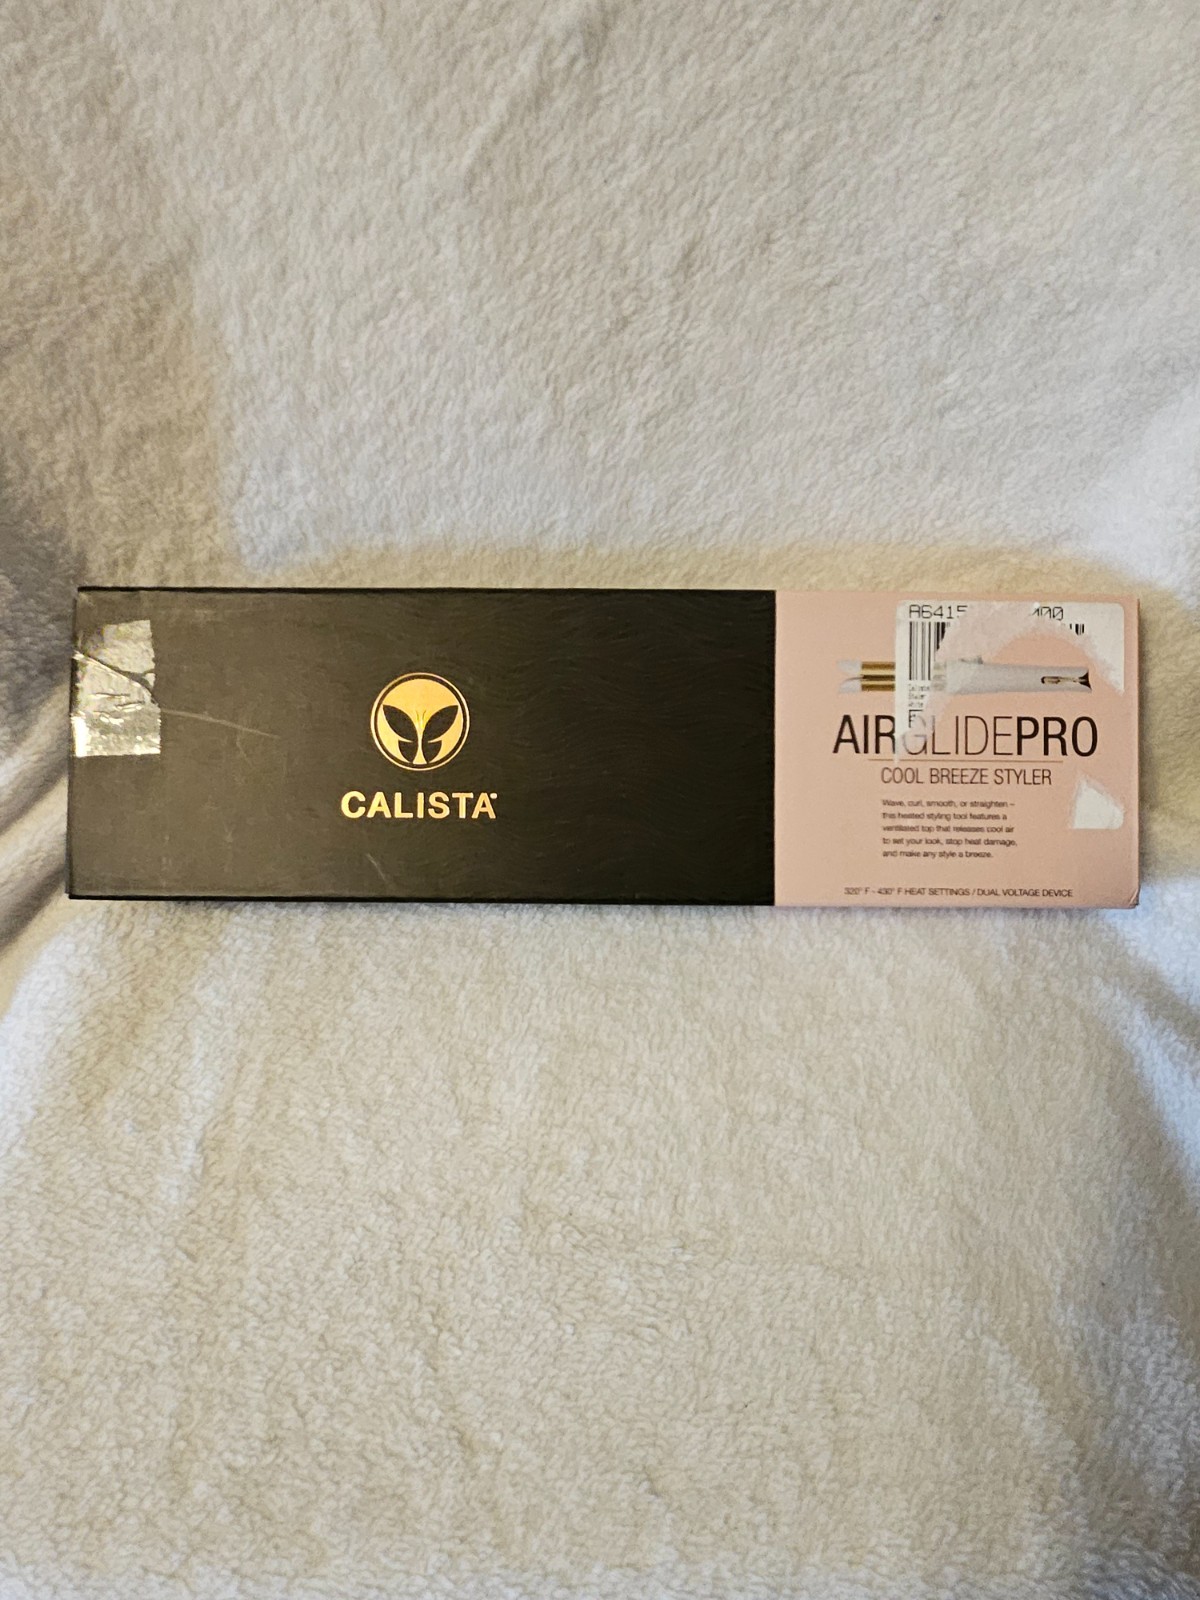 CALISTA
A6415
000
AIRGLIDEPRO
COOL BREEZE STYLER
Wave, curl, smooth, or straighten –
this heated styling tool features a
ventilated top that releases cool air
to set your look, stop heat damage,
and make any style a breeze.
320° F - 430° F HEAT SETTINGS / DUAL VOLTAGE DEVICE